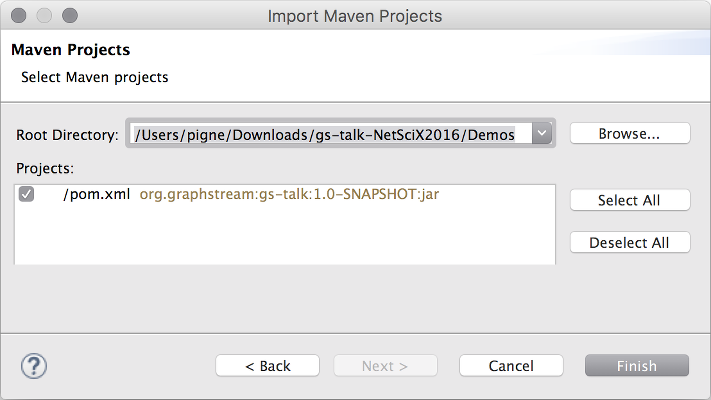 Import Maven Projects
Maven Projects
Select Maven projects
Root Directory: /Users/pigne/Downloads/gs-talk-NetSciX2016/Demos Browse...
Projects:
/pom.xml org.graphstream:gs-talk:1.0-SNAPSHOT:jar
Select All
Deselect All
? < Back Next > Cancel Finish